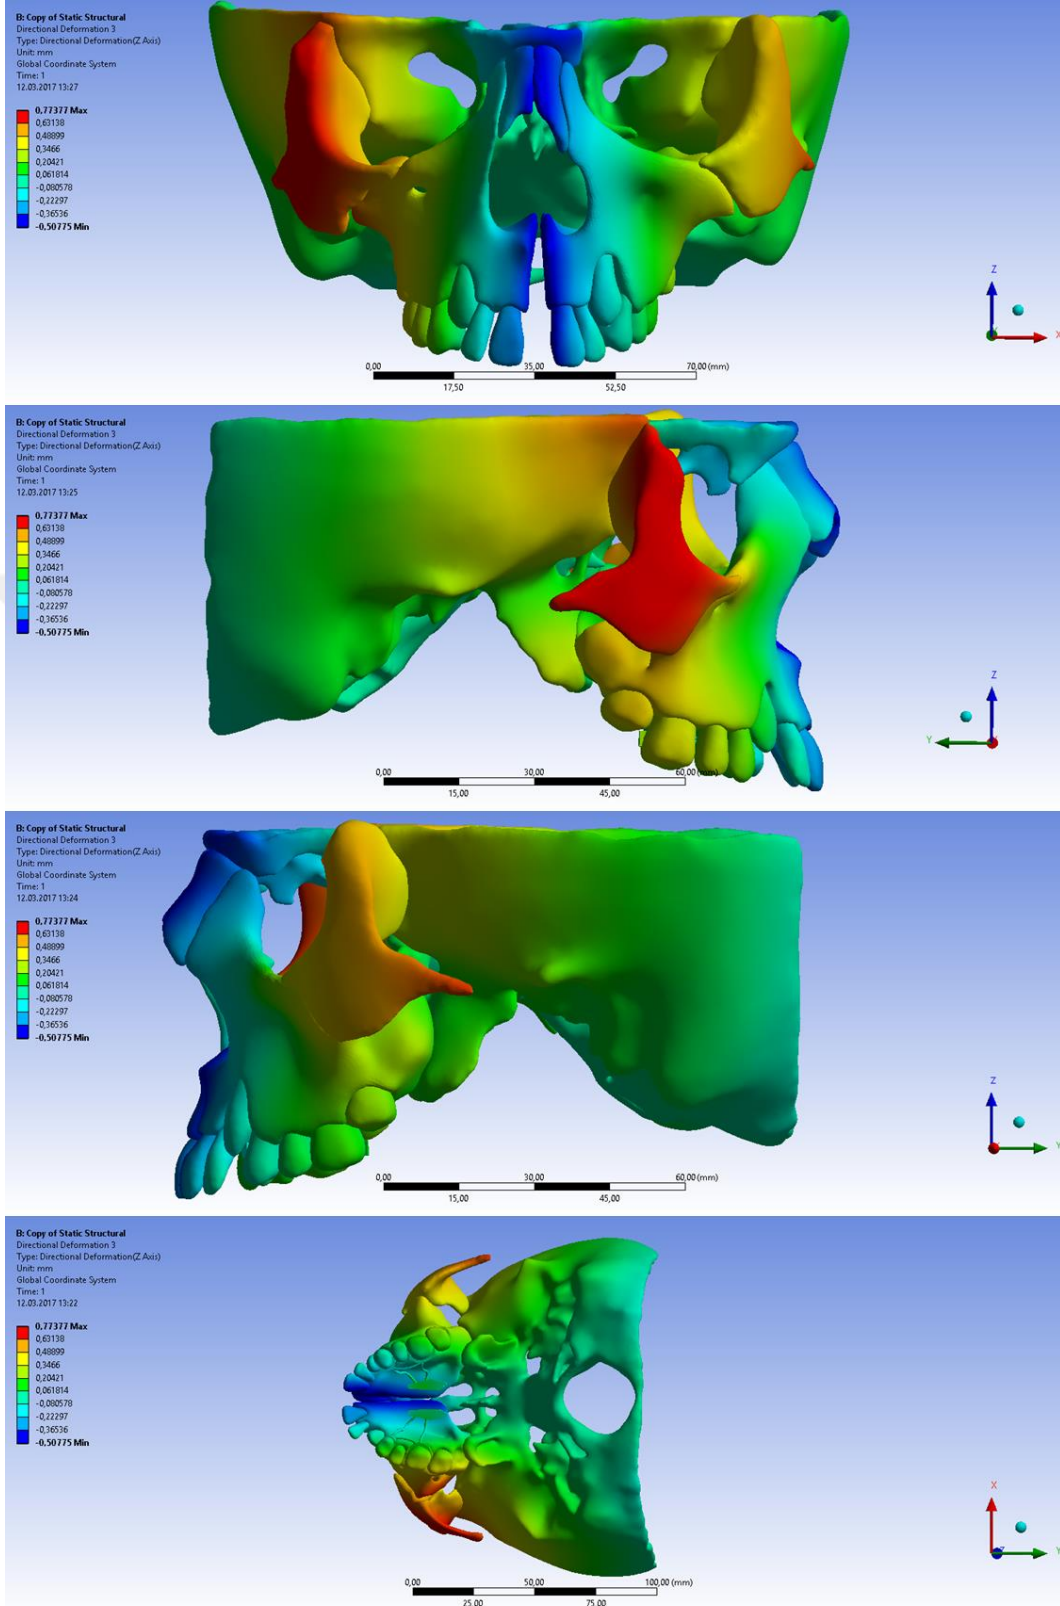 B: Copy of Static Structural
Directional Deformation 3
Type: Directional Deformation(Z Axis)
Unit: mm
Global Coordinate System
Time: 1
12.03.2017 13:27
0,77377 Max
0,63138
0,48899
0,3466
0,20421
0,061814
-0,080578
-0,22297
-0,36536
-0,50775 Min
Z
X
0,00 35,00 70,00 (mm)
17,50 52,50
B: Copy of Static Structural
Directional Deformation 3
Type: Directional Deformation(Z Axis)
Unit: mm
Global Coordinate System
Time: 1
12.03.2017 13:25
0,77377 Max
0,63138
0,48899
0,3466
0,20421
0,061814
-0,080578
-0,22297
-0,36536
-0,50775 Min
Z
Y
0,00 30,00 60,00 (mm)
15,00 45,00
B: Copy of Static Structural
Directional Deformation 3
Type: Directional Deformation(Z Axis)
Unit: mm
Global Coordinate System
Time: 1
12.03.2017 13:24
0,77377 Max
0,63138
0,48899
0,3466
0,20421
0,061814
-0,080578
-0,22297
-0,36536
-0,50775 Min
Z
Y
0,00 30,00 60,00 (mm)
15,00 45,00
B: Copy of Static Structural
Directional Deformation 3
Type: Directional Deformation(Z Axis)
Unit: mm
Global Coordinate System
Time: 1
12.03.2017 13:22
0,77377 Max
0,63138
0,48899
0,3466
0,20421
0,061814
-0,080578
-0,22297
-0,36536
-0,50775 Min
X
Z
Y
0,00 50,00 100,00 (mm)
25,00 75,00